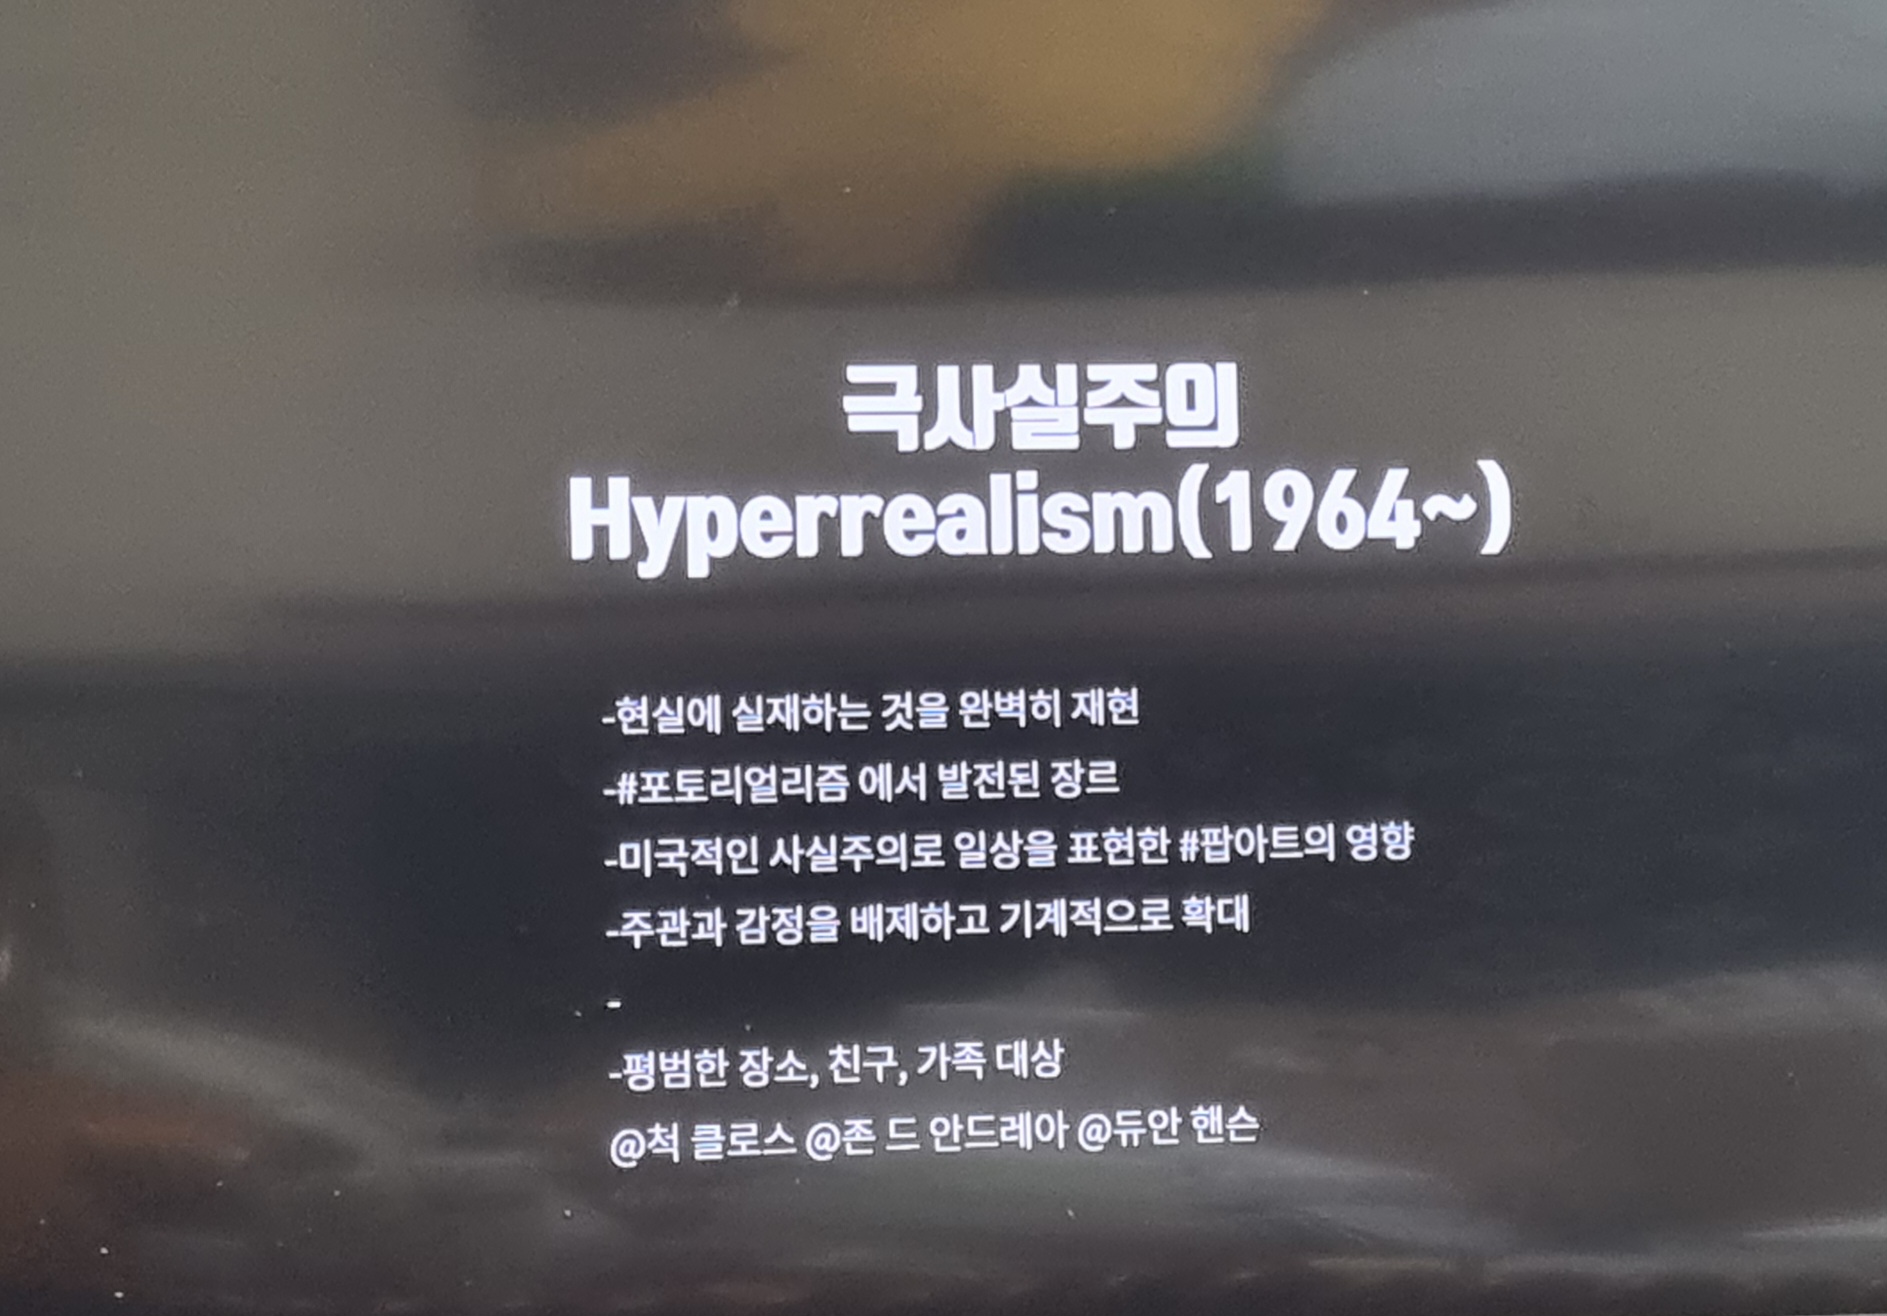 극사실주의
Hyperrealism(1964~)
-현실에 실재하는 것을 완벽히 재현
-#포토리얼리즘 에서 발전된 장르
-미국적인 사실주의로 일상을 표현한 #팝아트의 영향
-주관과 감정을 배제하고 기계적으로 확대
-
-평범한 장소, 친구, 가족 대상
@척 클로스 @존 드 안드레아 @듀안 핸슨